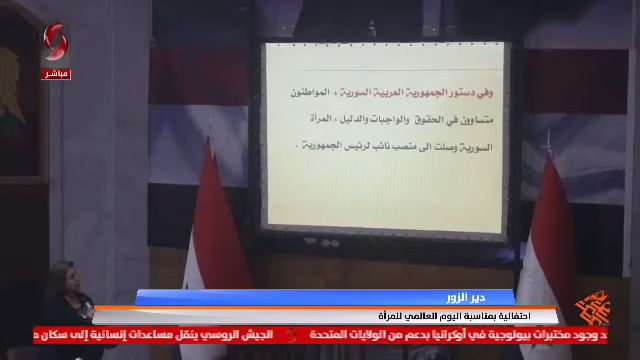 مباشر
وفي دستور الجمهورية العربية السورية ، المواطنون
متساوون في الحقوق والواجبات والدليل ، المرأة
السورية وصلت الى منصب نائب لرئيس الجمهورية .
دير الزور
احتفالية بمناسبة اليوم العالمي للمرأة
د وجود مختبرات بيولوجية في أوكرانيا بدعم من الولايات المتحدة الجيش الروسي ينقل مساعدات إنسانية إلى سكان